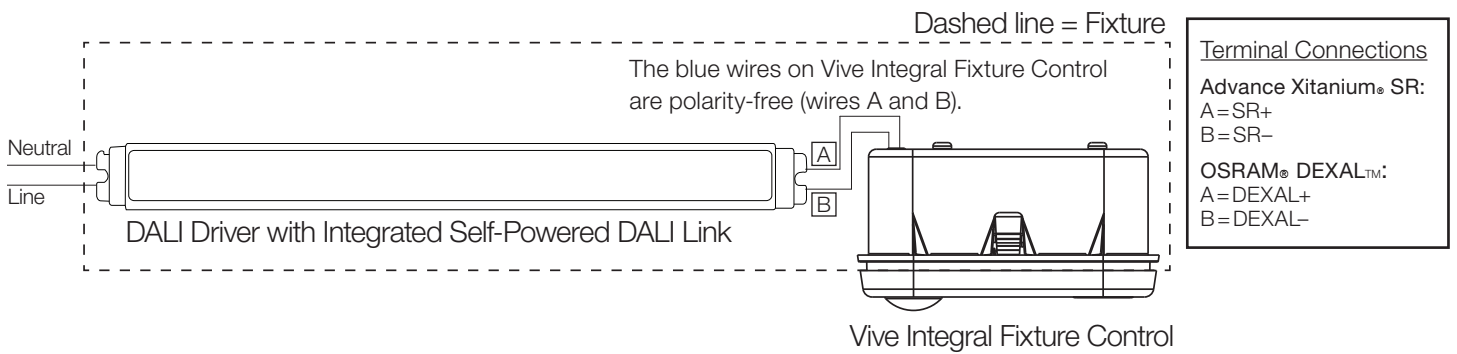 Dashed line = Fixture
The blue wires on Vive Integral Fixture Control
are polarity-free (wires A and B).
Neutral
Line
A
B
DALI Driver with Integrated Self-Powered DALI Link
Vive Integral Fixture Control
Terminal Connections
Advance Xitanium® SR:
A=SR+
B=SR–
OSRAM® DEXAL™:
A=DEXAL+
B=DEXAL–